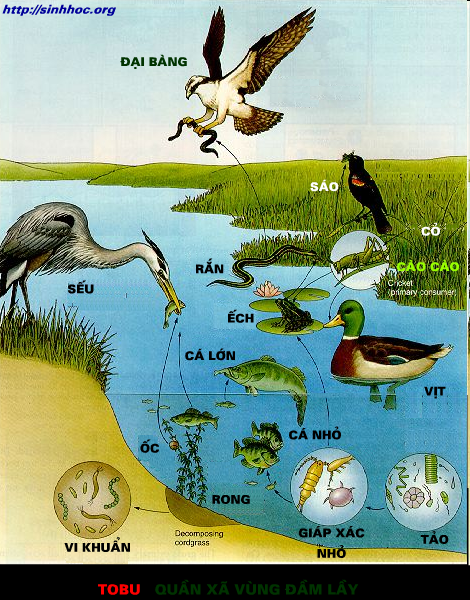 http://sinhhoc.org
ĐẠI BÀNG
SÁO
CỎ
RẮN
CÀO CÀO
Cricket
(primary consumer)
SẾU
ẾCH
CÁ LỚN
VỊT
CÁ NHỎ
ỐC
RONG
GIÁP XÁC
NHỎ
TẢO
Decomposing
cordgrass
VI KHUẨN
TOBU QUẦN XÃ VÙNG ĐẦM LẦY